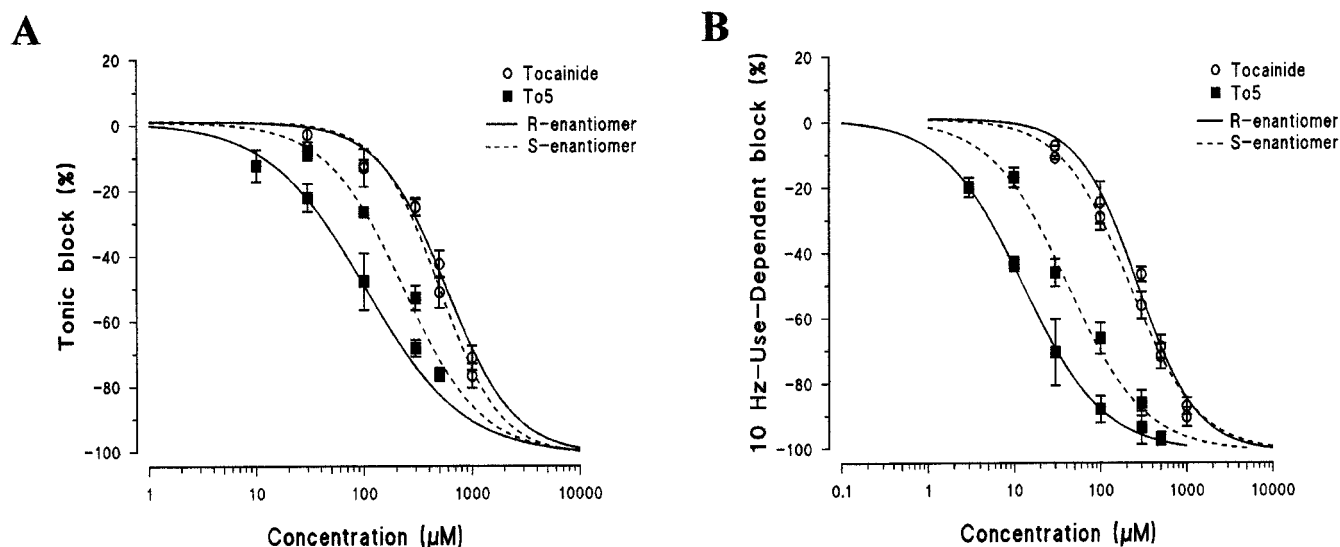 A
Tonic block (%)
20
0
-20
-40
-60
-80
-100
1
10
100
1000
10000
Concentration (µM)
Tocainide
To5
R-enantiomer
S-enantiomer
B
10 Hz-Use-Dependent block (%)
20
0
-20
-40
-60
-80
-100
0.1
1
10
100
1000
10000
Concentration (µM)
Tocainide
To5
R-enantiomer
S-enantiomer